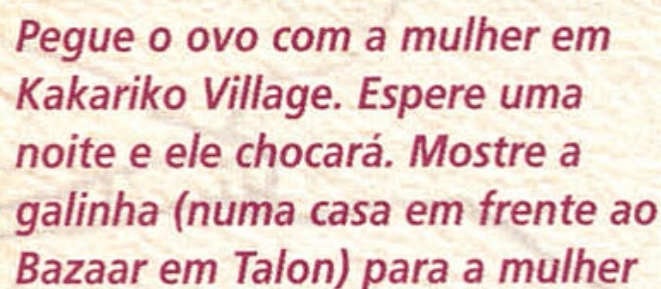 Pegue o ovo com a mulher em
Kakariko Village. Espere uma
noite e ele chocará. Mostre a
galinha (numa casa em frente ao
Bazaar em Talon) para a mulher